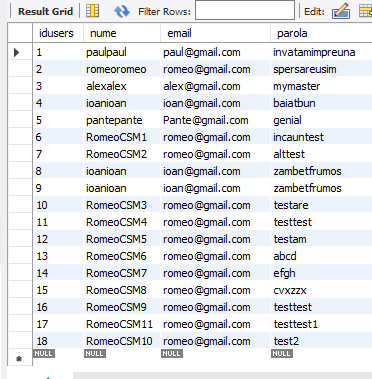 Result Grid Filter Rows: Edit:
idusers nume email parola
1 paulpaul paul@gmail.com invatamimpreuna
2 romeoromeo romeo@gmail.com spersareusim
3 alexalex alex@gmail.com mymaster
4 ioanioan ioan@gmail.com baiatbun
5 pantepante Pante@gmail.com genial
6 RomeoCSM1 romeo@gmail.com incauntest
7 RomeoCSM2 romeo@gmail.com alttest
8 ioanioan ioan@gmail.com zambetfrumos
9 ioanioan ioan@gmail.com zambetfrumos
10 RomeoCSM3 romeo@gmail.com testare
11 RomeoCSM4 romeo@gmail.com testtest
12 RomeoCSM5 romeo@gmail.com testam
13 RomeoCSM6 romeo@gmail.com abcd
14 RomeoCSM7 romeo@gmail.com efgh
15 RomeoCSM8 romeo@gmail.com cvxzzx
16 RomeoCSM9 romeo@gmail.com testtest
17 RomeoCSM11 romeo@gmail.com testtest1
18 RomeoCSM10 romeo@gmail.com test2
NULL NULL NULL NULL